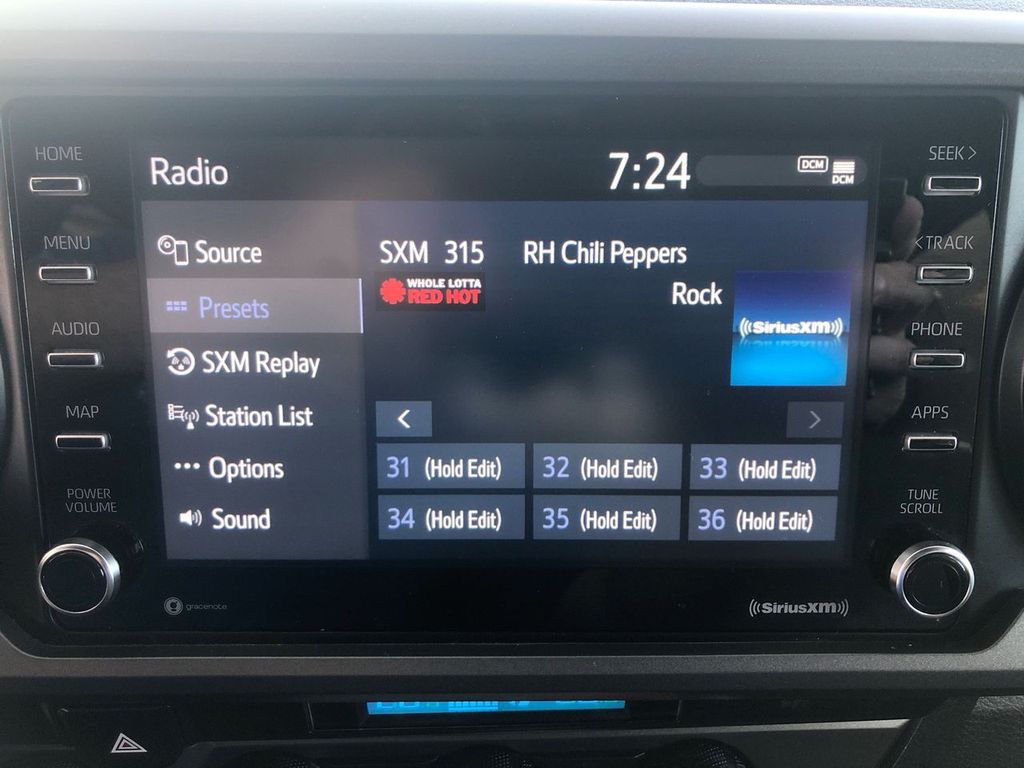 HOME
MENU
AUDIO
MAP
POWER
VOLUME
Radio
7:24
DCM
DCM
Source
Presets
SXM Replay
Station List
Options
Sound
SXM 315 RH Chili Peppers
WHOLE LOTTA
RED HOT
Rock
((SiriusXM))
<
>
31 (Hold Edit) 32 (Hold Edit) 33 (Hold Edit)
34 (Hold Edit) 35 (Hold Edit) 36 (Hold Edit)
gracenote
((SiriusXM))
SEEK >
< TRACK
PHONE
APPS
TUNE
SCROLL